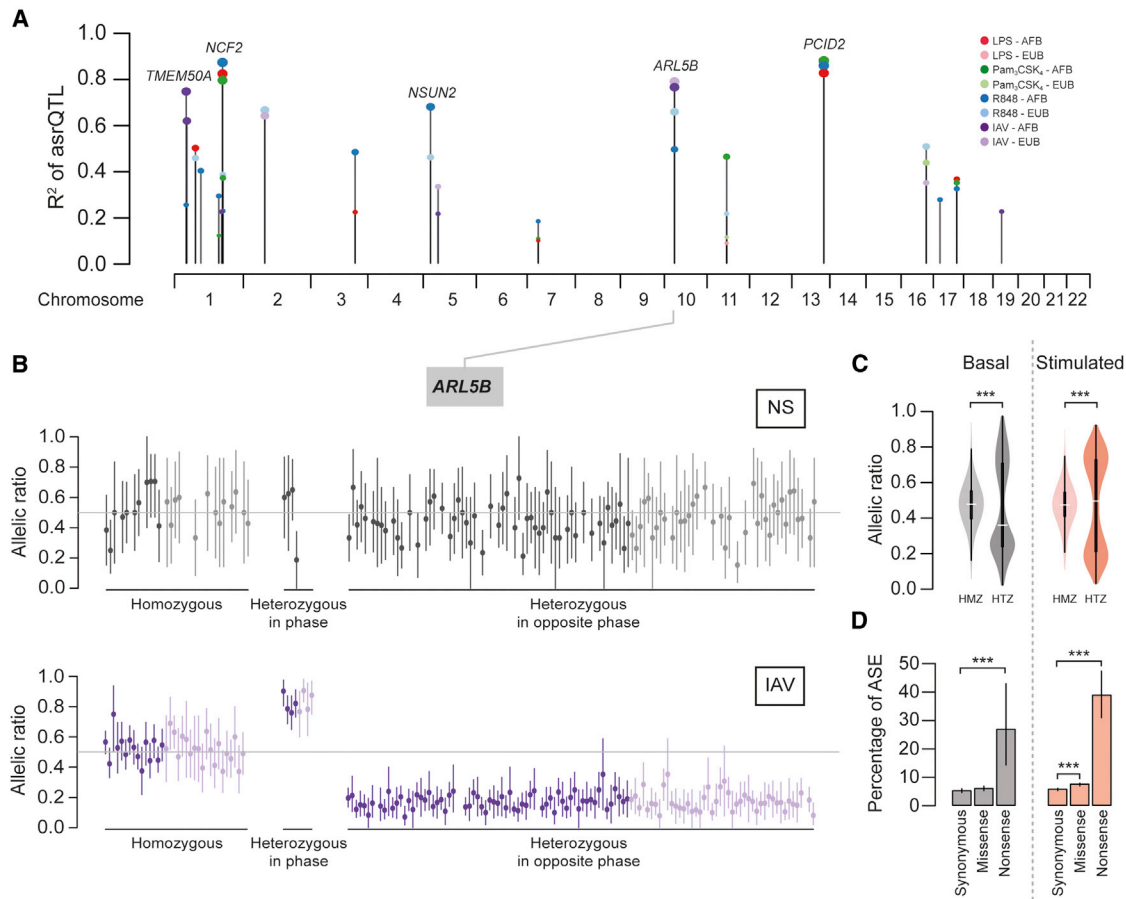 A
R² of asrQTL
1.0
0.8
0.6
0.4
0.2
0.0
TMEM50A
NCF2
NSUN2
ARL5B
PCID2
LPS - AFB
LPS - EUB
Pam₃CSK₄ - AFB
Pam₃CSK₄ - EUB
R848 - AFB
R848 - EUB
IAV - AFB
IAV - EUB
Chromosome 1 2 3 4 5 6 7 8 9 10 11 12 13 14 15 16 17 18 19 20 21 22
B
ARL5B
NS
Allelic ratio
1.0
0.8
0.6
0.4
0.2
0.0
Homozygous
Heterozygous
in phase
Heterozygous
in opposite phase
IAV
Allelic ratio
1.0
0.8
0.6
0.4
0.2
0.0
Homozygous
Heterozygous
in phase
Heterozygous
in opposite phase
C
Basal
Stimulated
Allelic ratio
1.0
0.8
0.6
0.4
0.2
0.0
***
***
HMZ HTZ
HMZ HTZ
D
Percentage of ASE
50
40
30
20
10
0
***
***
***
Synonymous
Missense
Nonsense
Synonymous
Missense
Nonsense